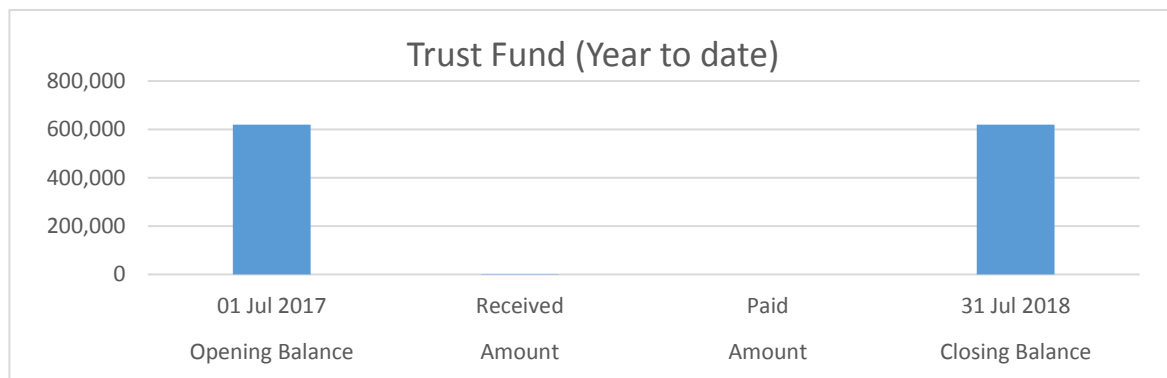 Trust Fund (Year to date)
800,000
600,000
400,000
200,000
0
01 Jul 2017 Received Paid 31 Jul 2018
Opening Balance Amount Amount Closing Balance